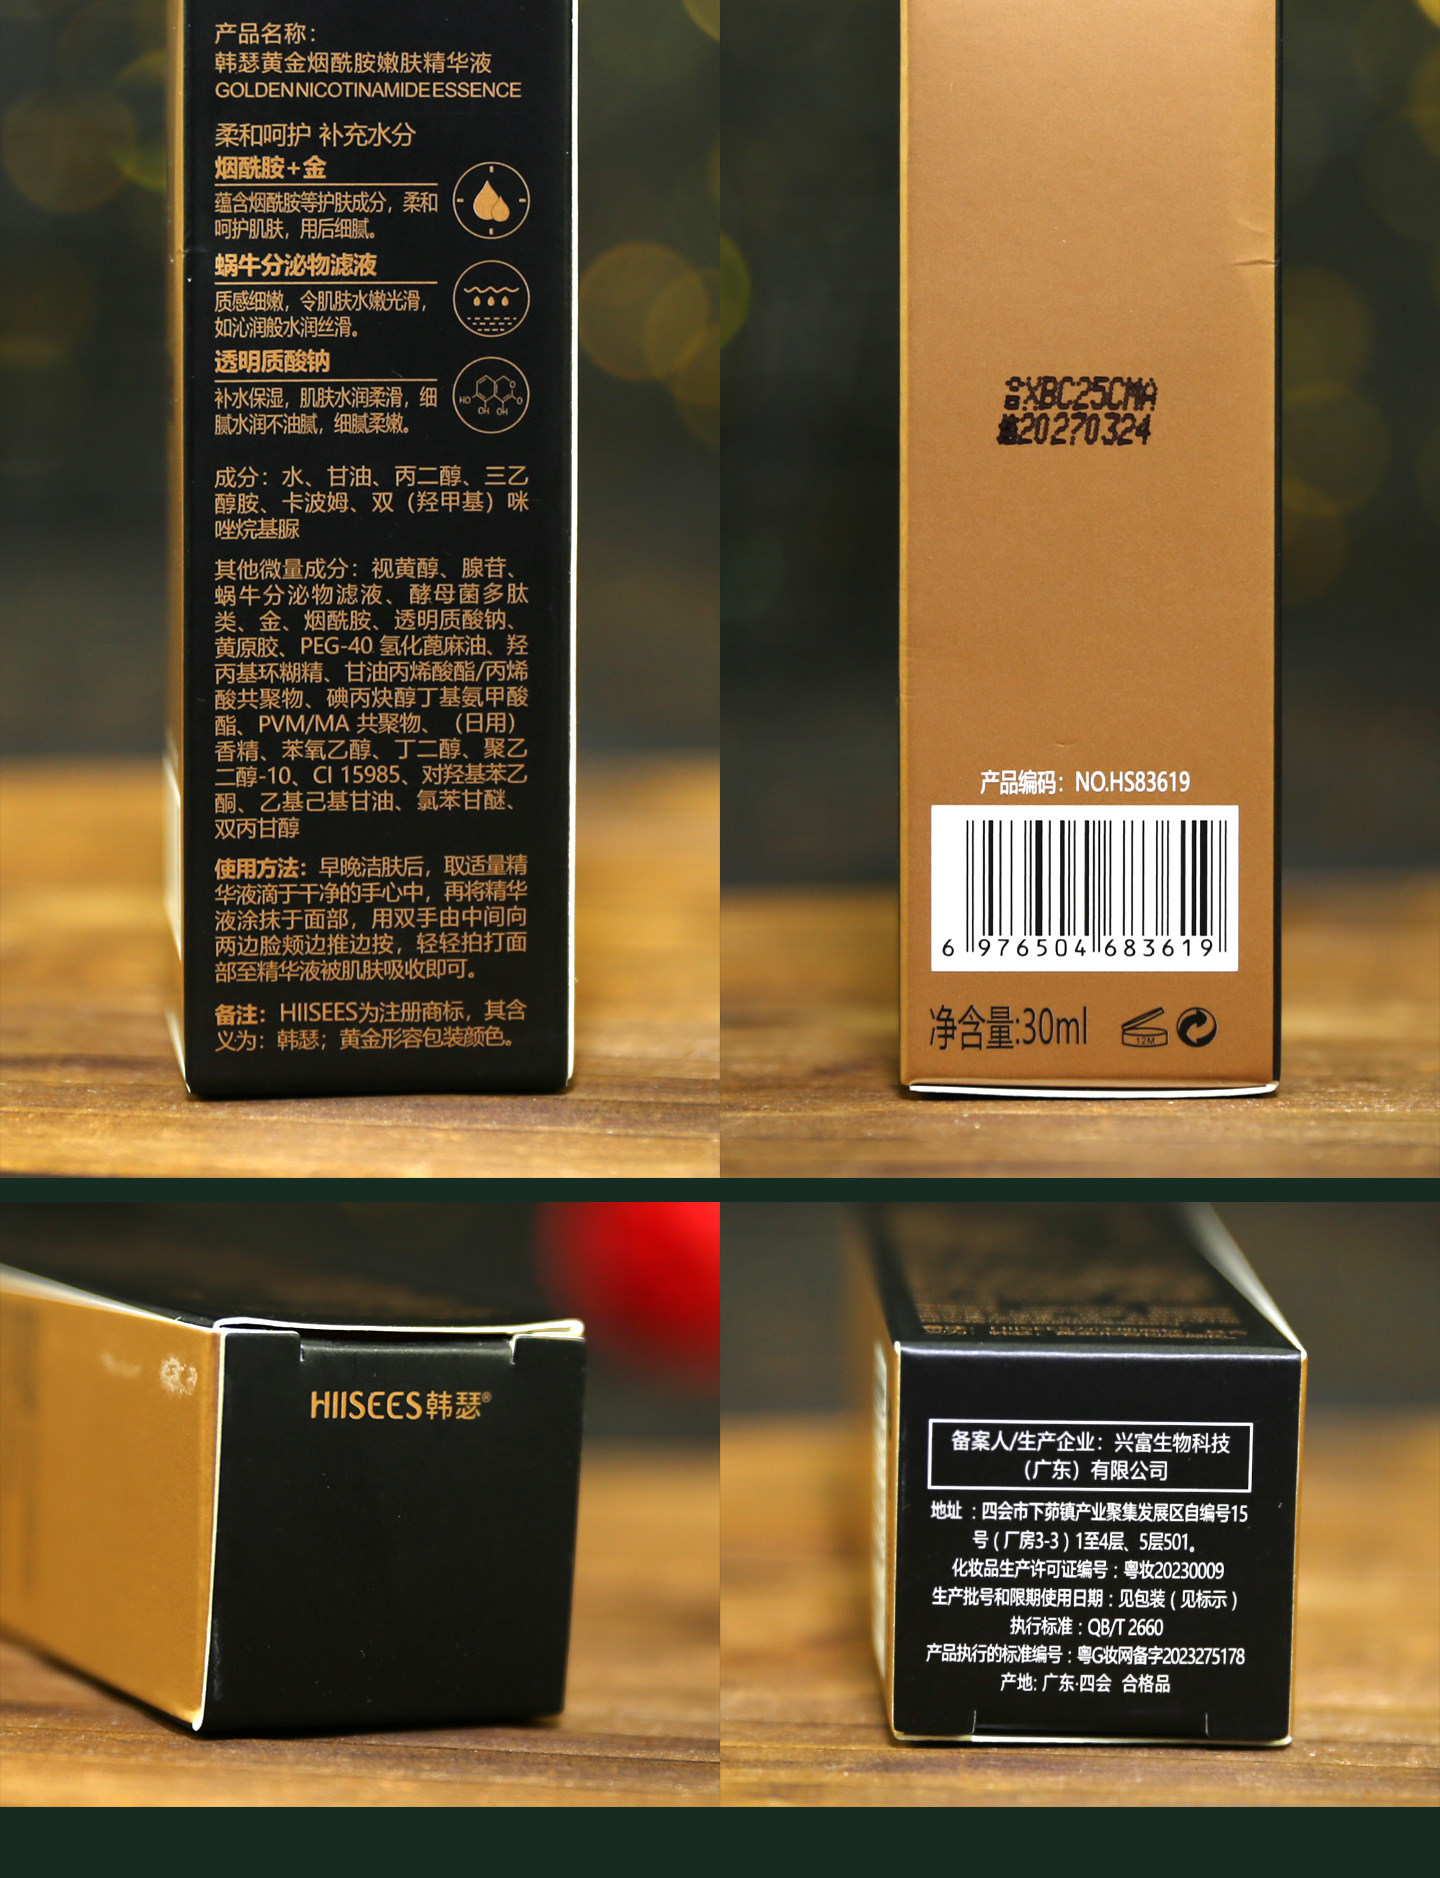 产品名称：
韩瑟黄金烟酰胺嫩肤精华液
GOLDENNICOTINAMIDEESSENCE
柔和呵护 补充水分
烟酰胺+金
蕴含烟酰胺等护肤成分，柔和
呵护肌肤，用后细腻。
蜗牛分泌物滤液
质感细嫩，令肌肤水嫩光滑，
如沁润般水润丝滑。
透明质酸钠
补水保湿，肌肤水润柔滑，细
腻水润不油腻，细腻柔嫩。
HO
OH
OH
O
O
成分：水、甘油、丙二醇、三乙
醇胺、卡波姆、双（羟甲基）咪
唑烷基脲
其他微量成分：视黄醇、腺苷、
蜗牛分泌物滤液、酵母菌多肽
类、金、烟酰胺、透明质酸钠、
黄原胶、PEG-40 氢化蓖麻油、羟
丙基环糊精、甘油丙烯酸酯/丙烯
酸共聚物、碘丙炔醇丁基氨甲酸
酯、PVM/MA 共聚物、（日用）
香精、苯氧乙醇、丁二醇、聚乙
二醇-10、CI 15985、对羟基苯乙
酮、乙基己基甘油、氯苯甘醚、
双丙甘醇
使用方法：早晚洁肤后，取适量精
华液滴于干净的手心中，再将精华
液涂抹于面部，用双手由中间向
两边脸颊边推边按，轻轻拍打面
部至精华液被肌肤吸收即可。
备注：HIISEES为注册商标，其含
义为：韩瑟；黄金形容包装颜色。
合XBC25CMA
20270324
产品编码：NO.HS83619
6 976504 683619
净含量:30ml
12M
HIISEES韩瑟®
备案人/生产企业：兴富生物科技
（广东）有限公司
地址：四会市下茆镇产业聚集发展区自编号15
号（厂房3-3）1至4层、5层501。
化妆品生产许可证编号：粤妆20230009
生产批号和限期使用日期：见包装（见标示）
执行标准：QB/T 2660
产品执行的标准编号：粤G妆网备字2023275178
产地: 广东·四会 合格品